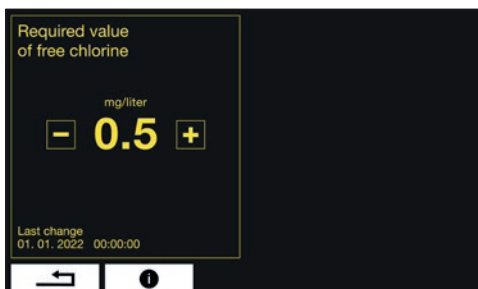 Required value
of free chlorine
mg/liter
− 0.5 +
Last change
01. 01. 2022 00:00:00